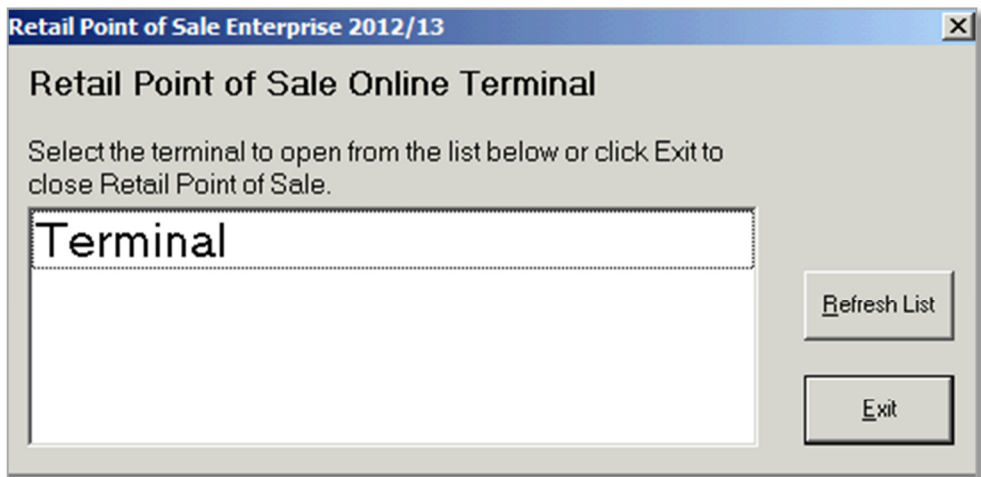 Retail Point of Sale Enterprise 2012/13
Retail Point of Sale Online Terminal
Select the terminal to open from the list below or click Exit to
close Retail Point of Sale.
Terminal
Refresh List
Exit